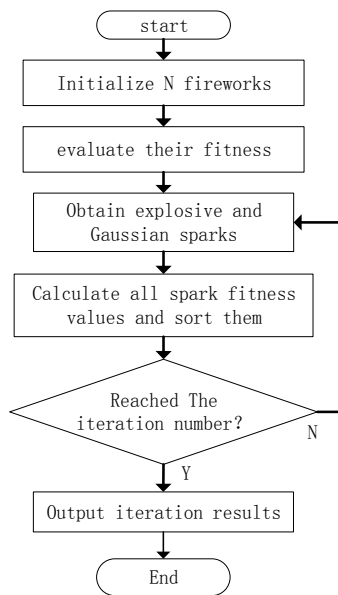 start
Initialize N fireworks
evaluate their fitness
Obtain explosive and
Gaussian sparks
Calculate all spark fitness
values and sort them
Reached The
iteration number?
N
Y
Output iteration results
End